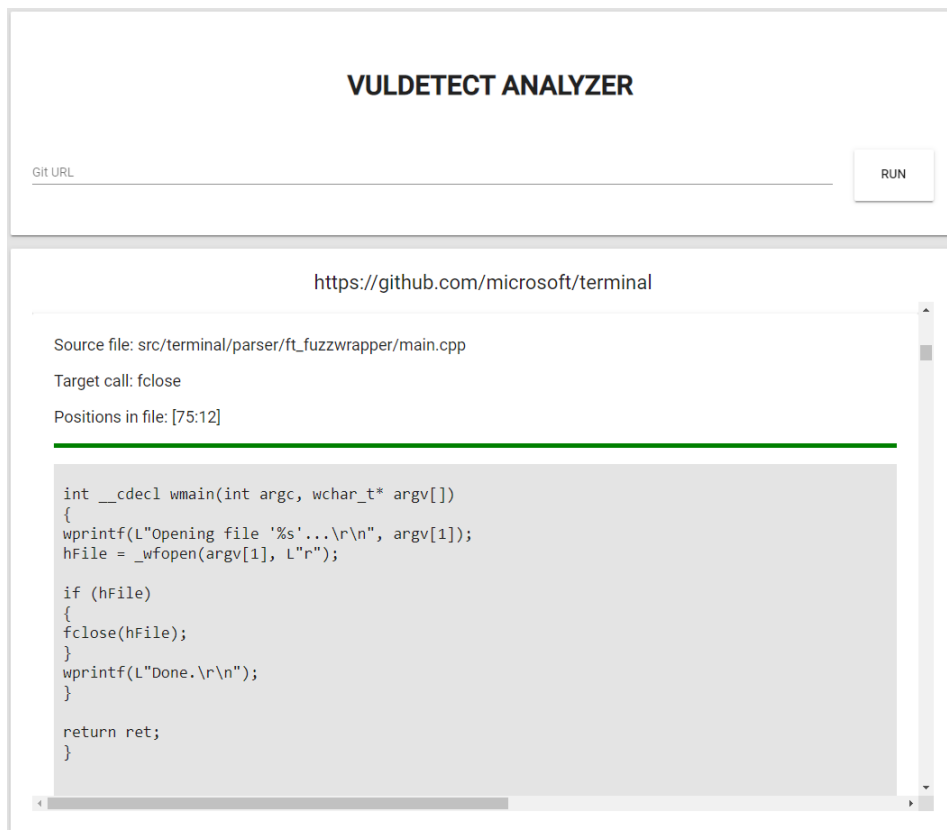 VULDETECT ANALYZER
Git URL
RUN
https://github.com/microsoft/terminal
Source file: src/terminal/parser/ft_fuzzwrapper/main.cpp
Target call: fclose
Positions in file: [75:12]
int __cdecl wmain(int argc, wchar_t* argv[])
{
wprintf(L"Opening file '%s'...\r\n", argv[1]);
hFile = _wfopen(argv[1], L"r");
if (hFile)
{
fclose(hFile);
}
wprintf(L"Done.\r\n");
}
return ret;
}